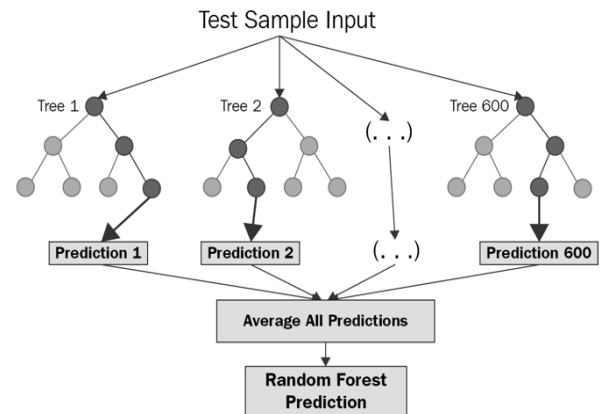 Test Sample Input
Tree 1
Tree 2
Tree 600
(. . .)
Prediction 1
Prediction 2
(. . .)
Prediction 600
Average All Predictions
Random Forest
Prediction